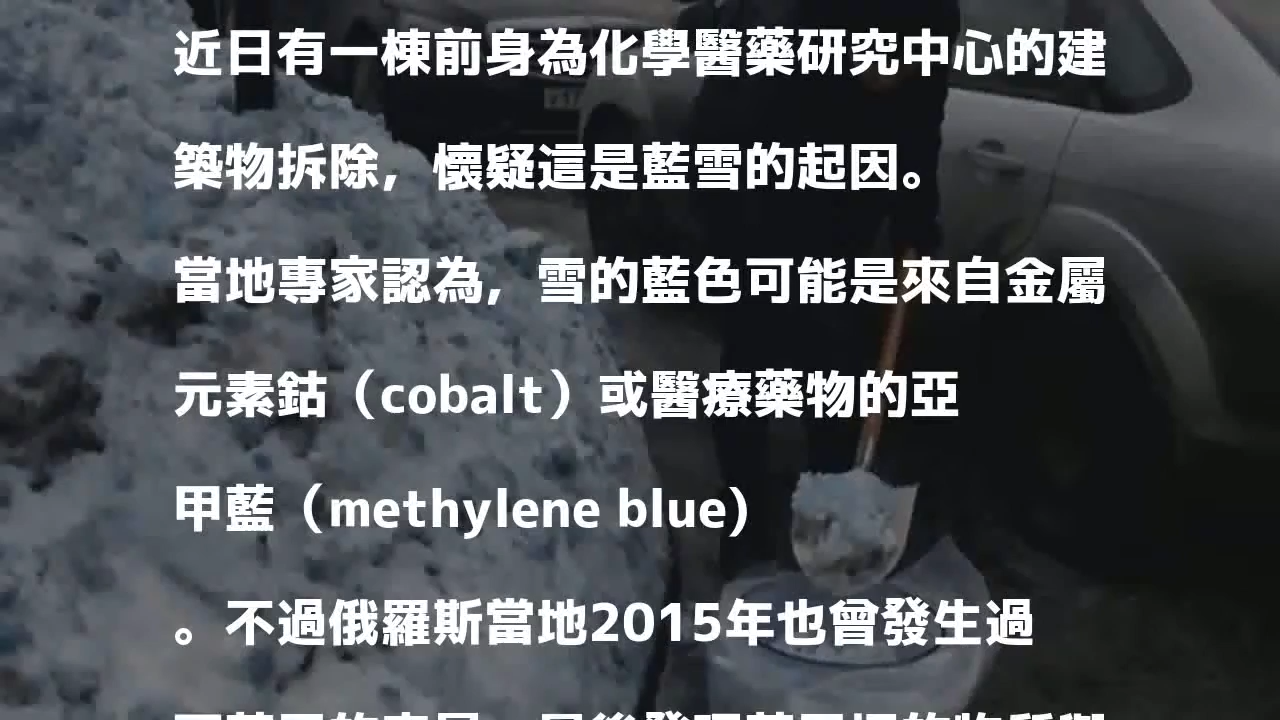 近日有一棟前身為化學醫藥研究中心的建
築物拆除，懷疑這是藍雪的起因。
當地專家認為，雪的藍色可能是來自金屬
元素鈷（cobalt）或醫療藥物的亞
甲藍（methylene blue)
。不過俄羅斯當地2015年也曾發生過